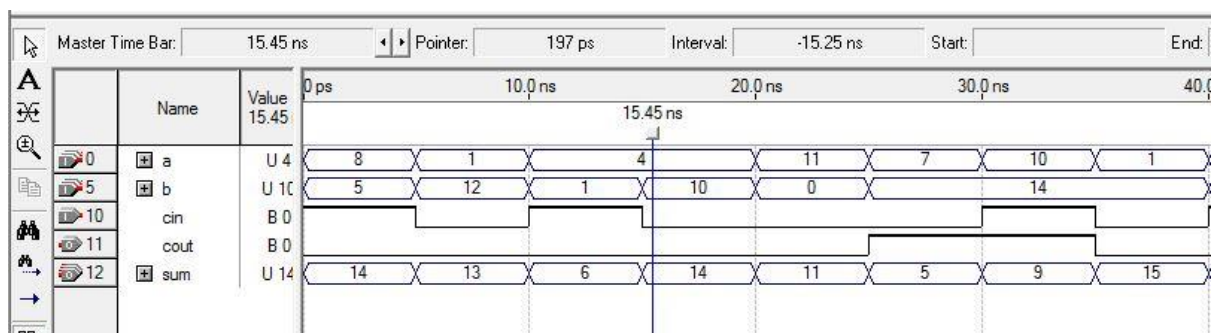 Master Time Bar: 15.45 ns Pointer: 197 ps Interval: -15.25 ns Start: End:
A
Name Value 15.45
0 ps 10.0 ns 20.0 ns 30.0 ns 40.
15.45 ns
0 a U 4 8 1 4 11 7 10 1
5 b U 10 5 12 1 10 0 14
10 cin B 0
11 cout B 0
12 sum U 14 14 13 6 14 11 5 9 15